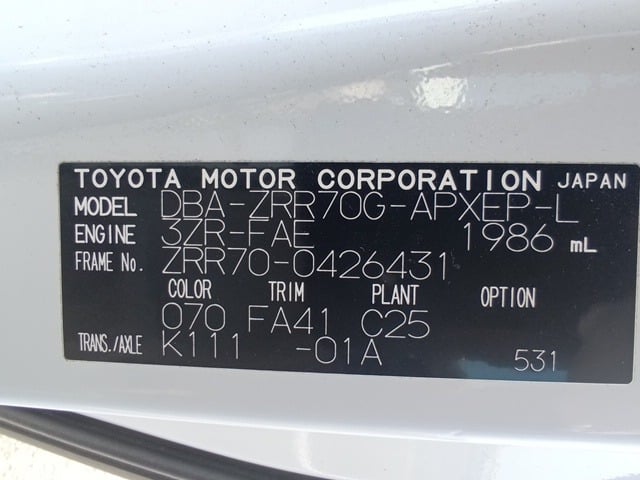 TOYOTA MOTOR CORPORATION JAPAN
MODEL DBA-ZRR70G-APXEP-L
ENGINE 3ZR-FAE 1986 mL
FRAME No. ZRR70-0426431
COLOR TRIM PLANT OPTION
070 FA41 C25
TRANS./AXLE K111 -01A 531